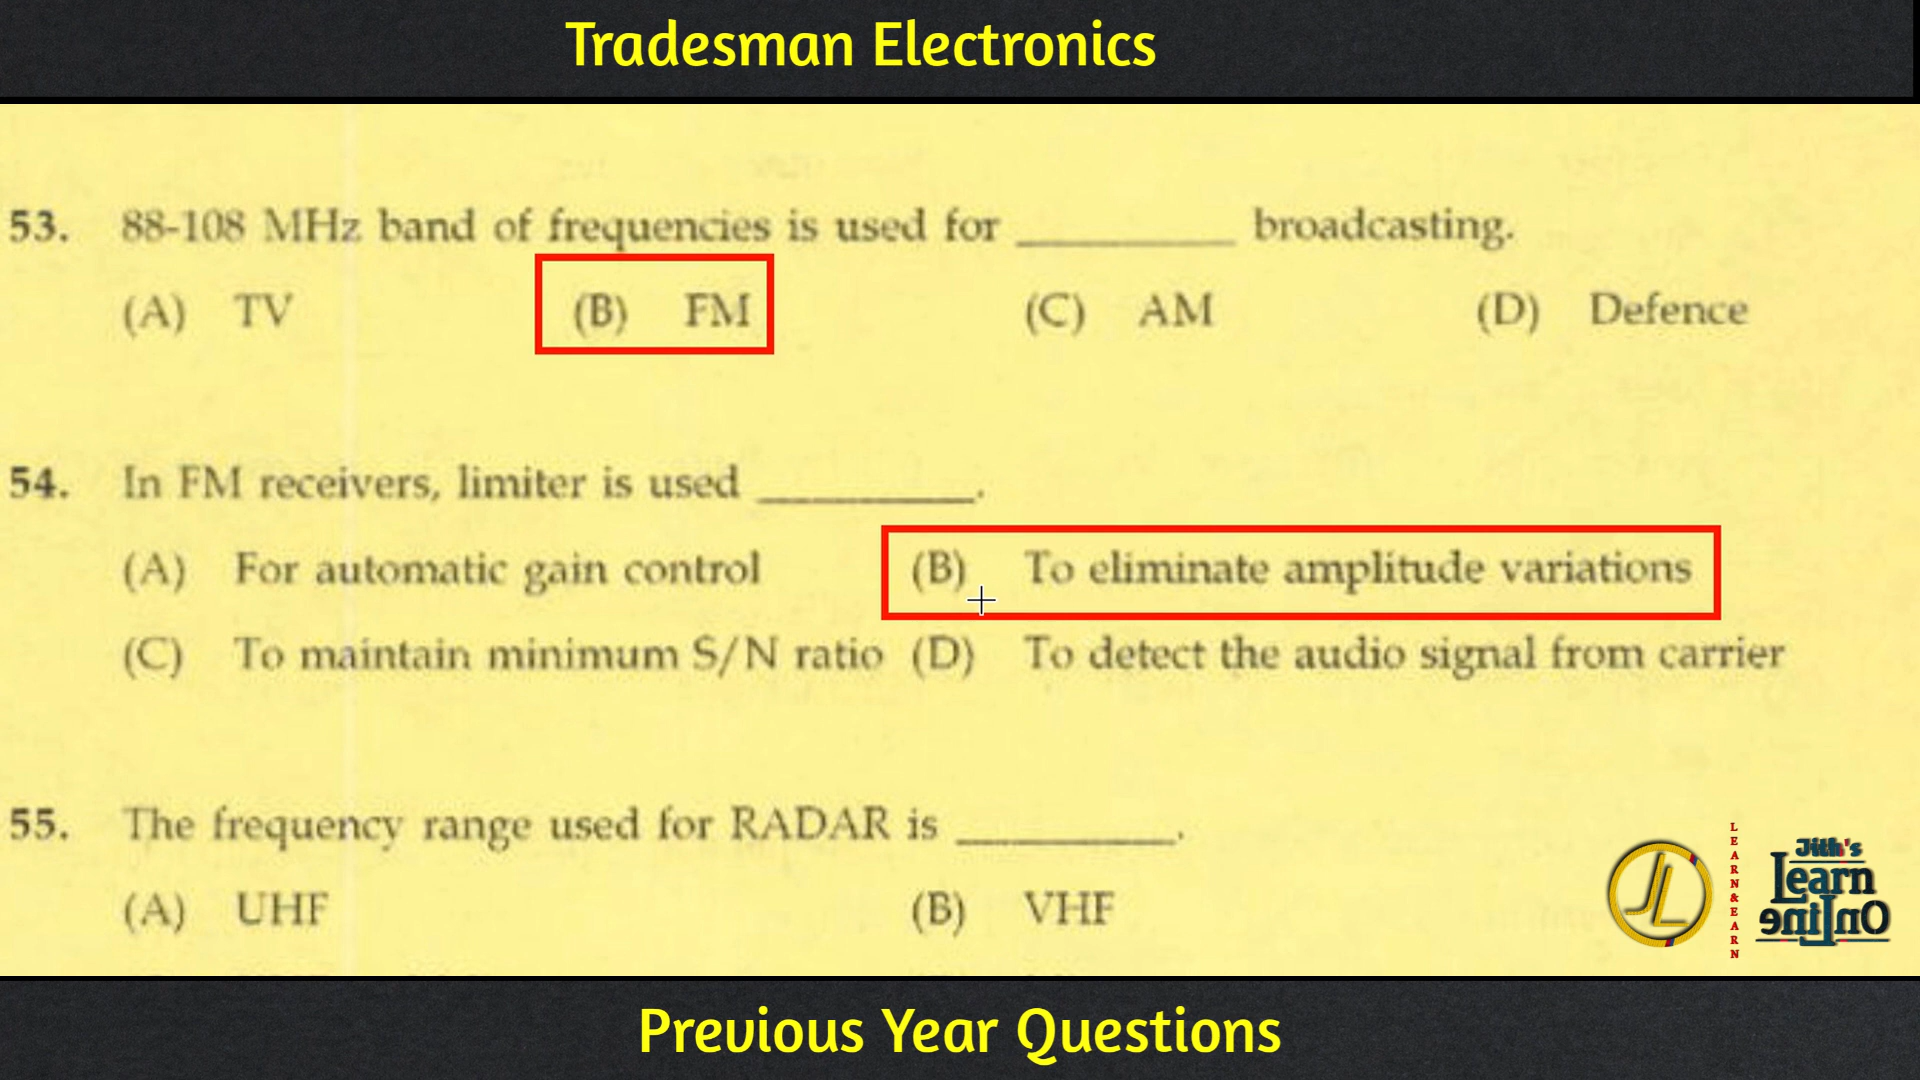 Tradesman Electronics
53. 88-108 MHz band of frequencies is used for __________ broadcasting.
(A) TV (B) FM (C) AM (D) Defence
54. In FM receivers, limiter is used __________.
(A) For automatic gain control (B) To eliminate amplitude variations
(C) To maintain minimum S/N ratio (D) To detect the audio signal from carrier
55. The frequency range used for RADAR is __________.
(A) UHF (B) VHF
JL
LEARN&EARN
Jith's
Learn
OnLine
Previous Year Questions